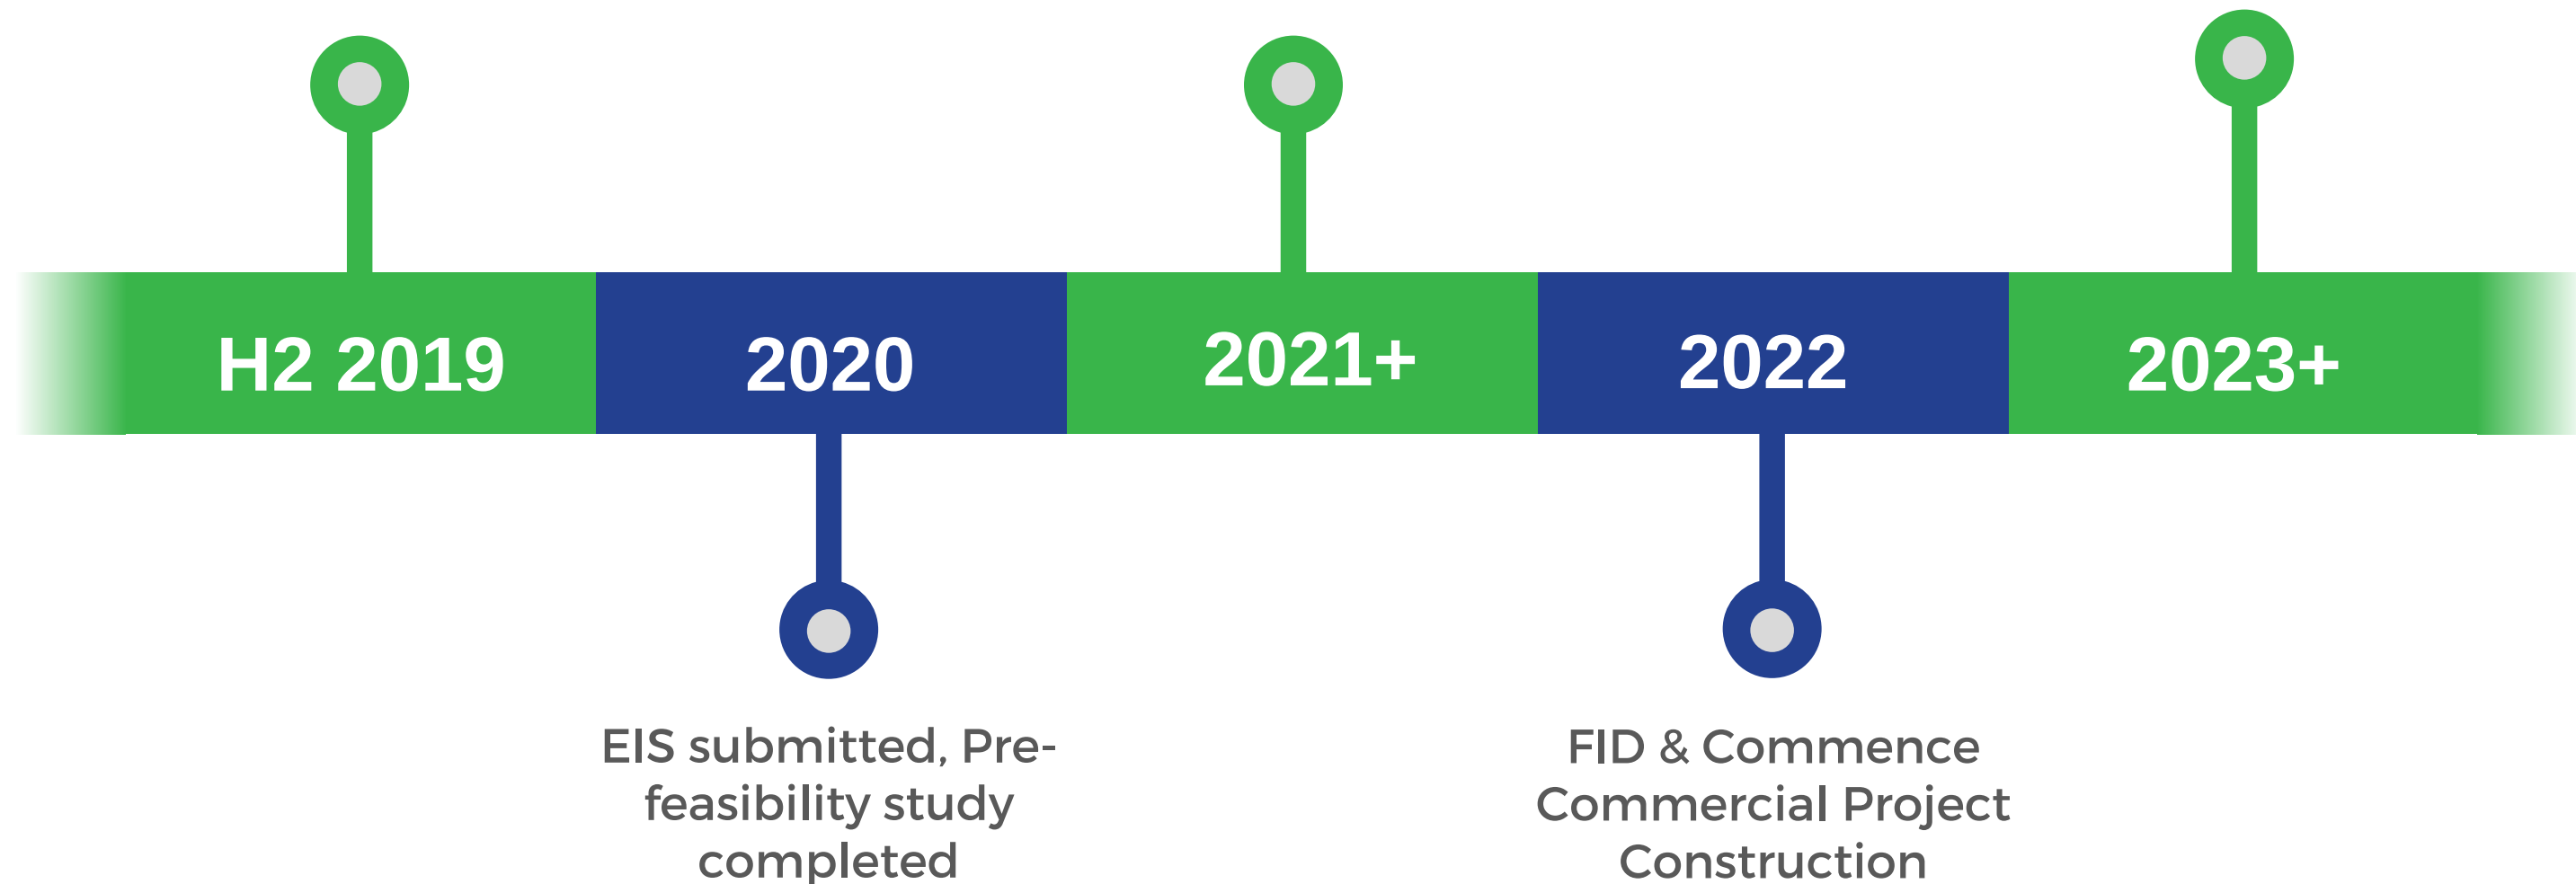 H2 2019
2020
2021+
2022
2023+
EIS submitted, Pre-
feasibility study
completed
FID & Commence
Commercial Project
Construction